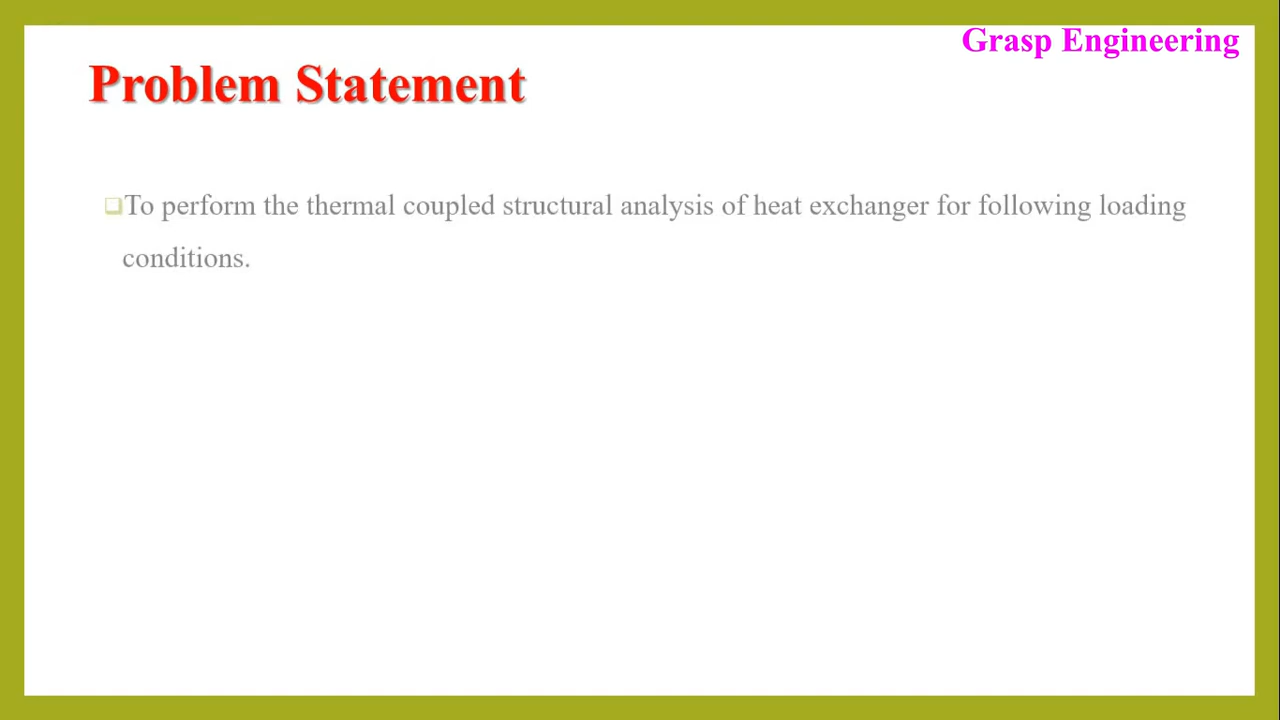 Grasp Engineering
Problem Statement
❑To perform the thermal coupled structural analysis of heat exchanger for following loading
conditions.